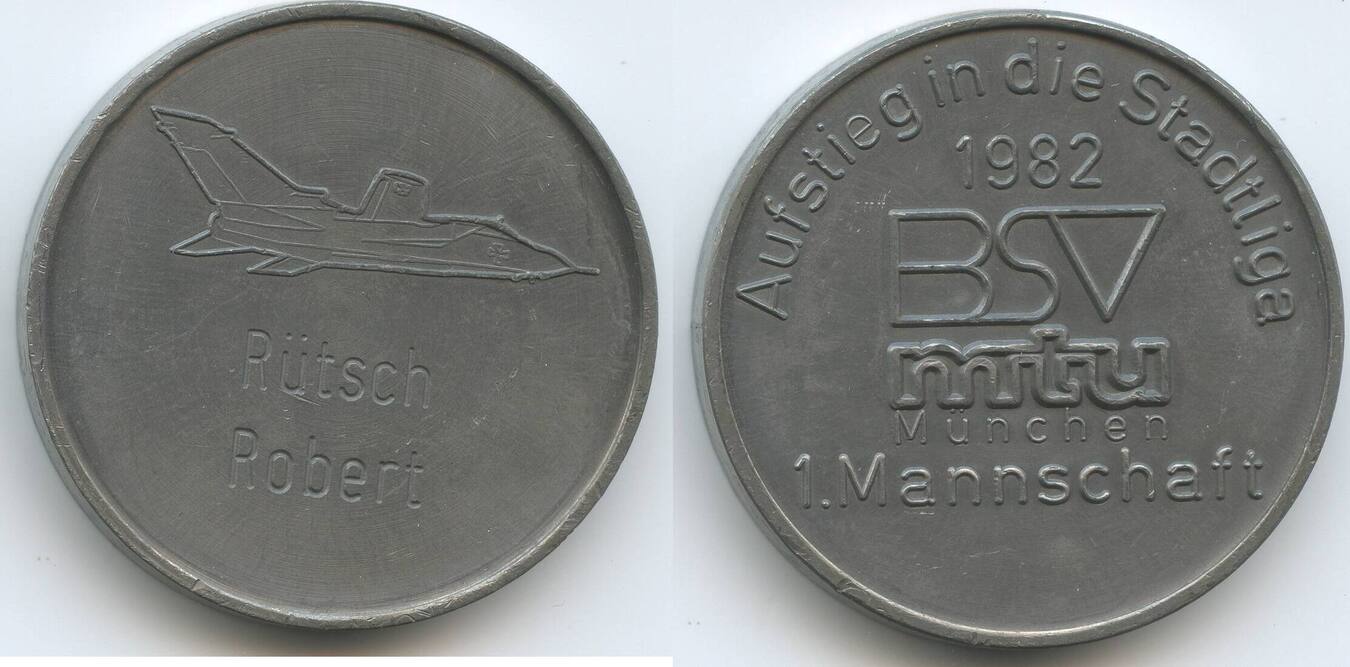 Rütsch
Robert
Aufstieg in die Stadtliga
1982
BSV
mtu
München
1.Mannschaft